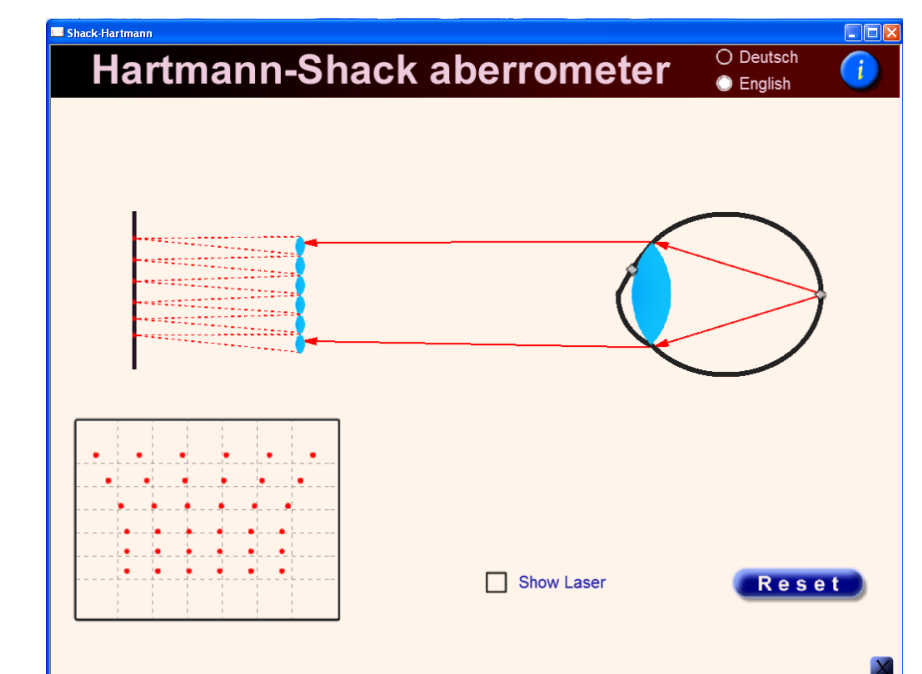 Shack-Hartmann
Hartmann-Shack aberrometer
Deutsch
English
i
Show Laser
Reset
X